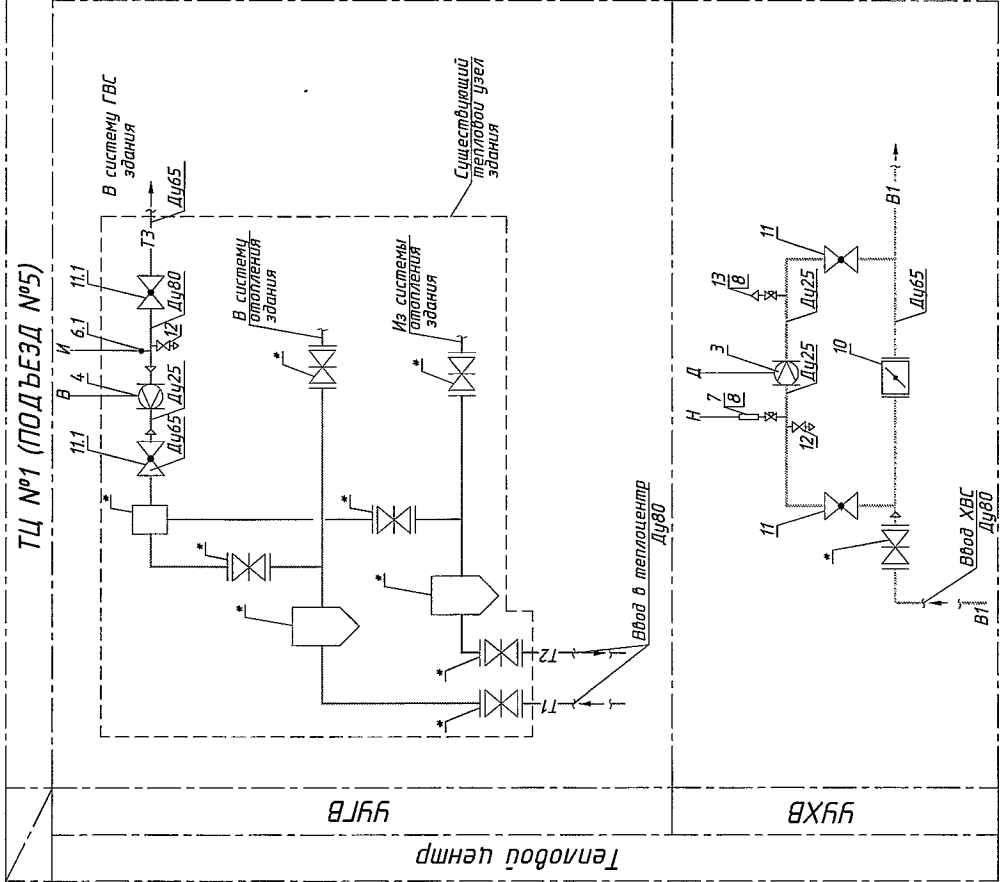 ТЦ №1 (ПОДЪЕЗД №5)
В систему ГВС
здания
Ду65
Т3
11.1
Ду80
И
6.1
12
В
4
Ду25
11.1
Ду65
*
В систему
отопления
здания
*
Из системы
отопления
здания
*
Существующий
тепловой узел
здания
*
*
*
*
*
*
Т1
Т2
Ввод в теплоцентр
Ду80
УУГВ
Н
7
8
12
Д
3
Ду25
Ду25
13
8
11
11
10
Ду65
В1
*
Ввод ХВС
Ду80
В1
УУХВ
Тепловой центр